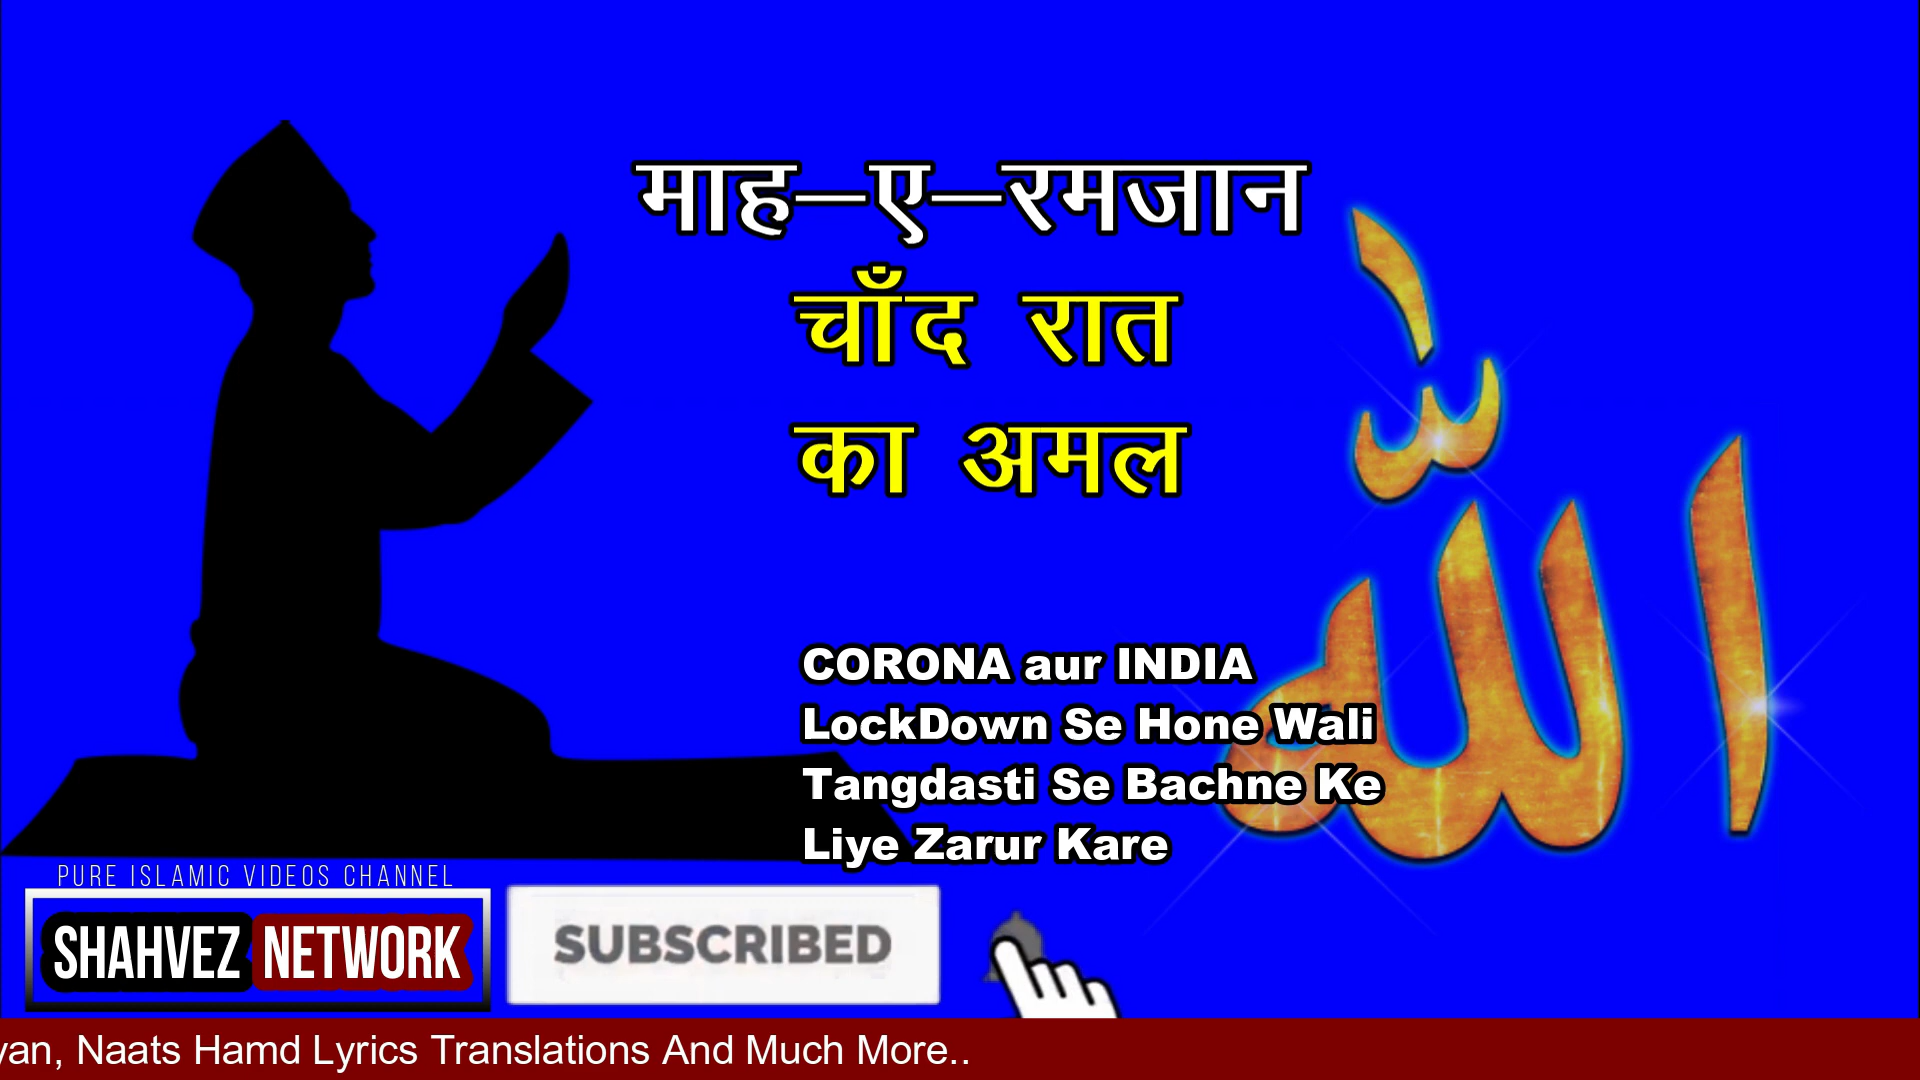 माह–ए–रमजान
चाँद रात
का अमल
الله
CORONA aur INDIA
LockDown Se Hone Wali
Tangdasti Se Bachne Ke
Liye Zarur Kare
PURE ISLAMIC VIDEOS CHANNEL
SHAHVEZ NETWORK
SUBSCRIBED
Naats Hamd Lyrics Translations And Much More..